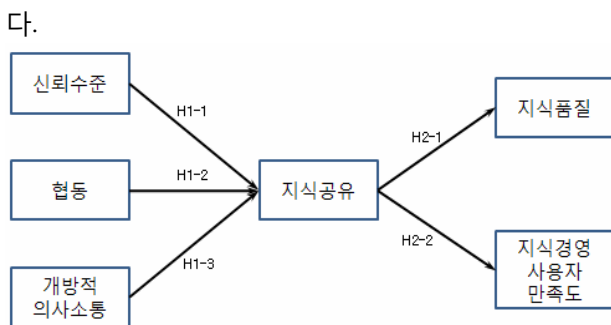 다.
신뢰수준
H1-1
지식품질
H2-1
협동
H1-2
지식공유
H2-2
H1-3
개방적
의사소통
지식경영
사용자
만족도